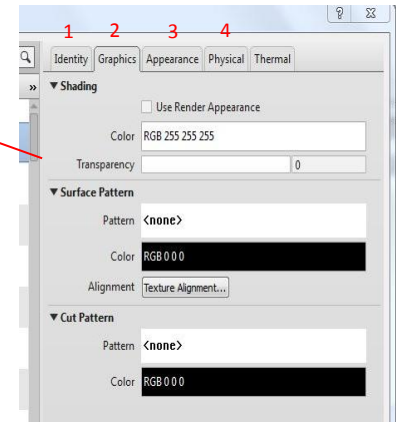 ? X
1 2 3 4
Identity Graphics Appearance Physical Thermal
» ▼ Shading
Use Render Appearance
Color RGB 255 255 255
Transparency 0
▼ Surface Pattern
Pattern <none>
Color RGB 0 0 0
Alignment Texture Alignment...
▼ Cut Pattern
Pattern <none>
Color RGB 0 0 0